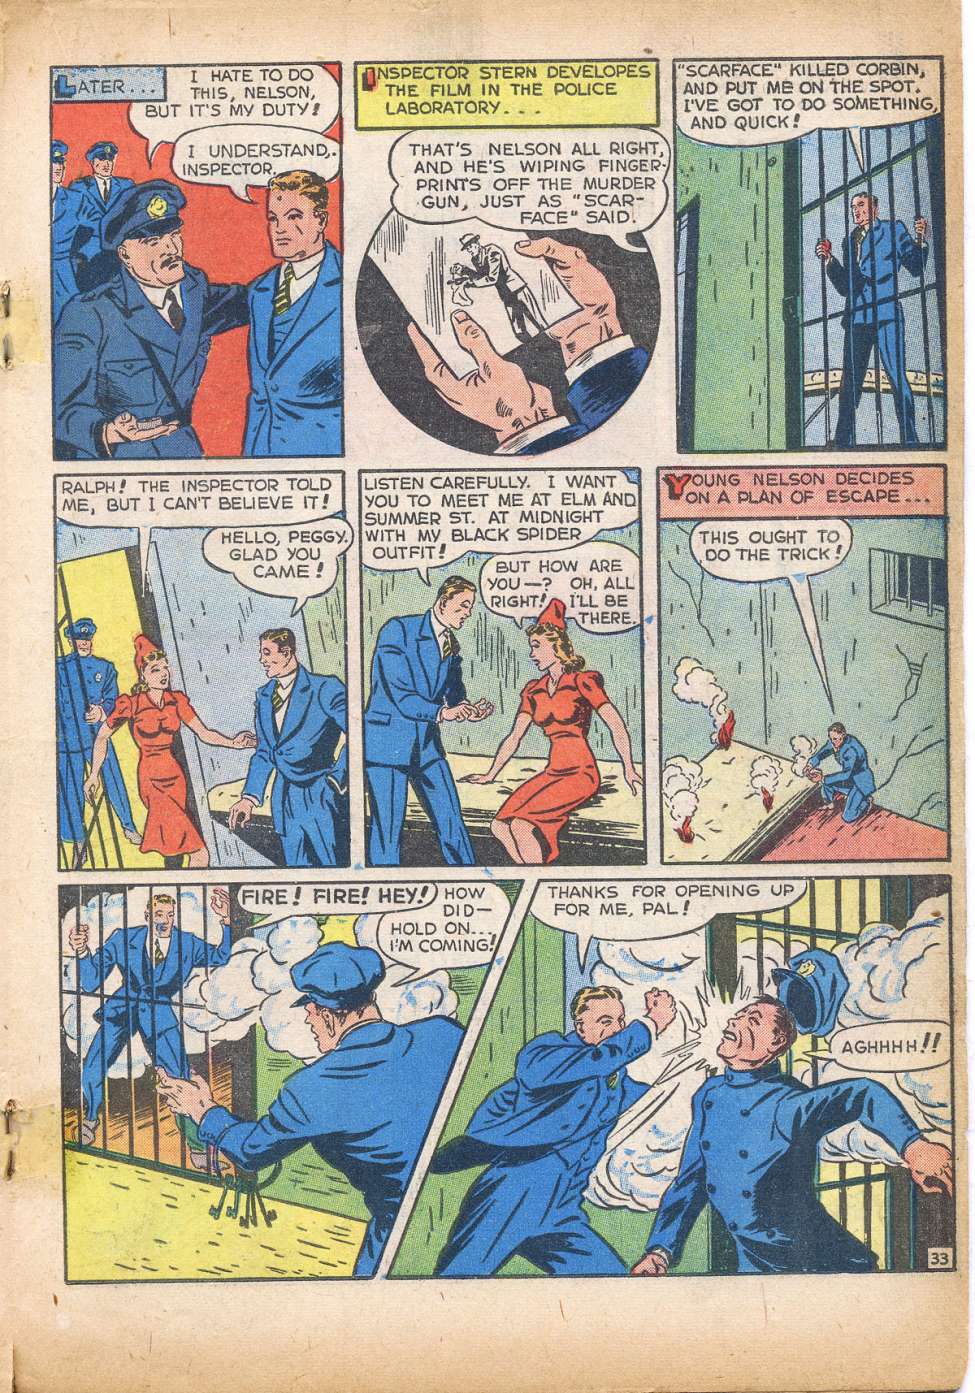 LATER...
I HATE TO DO
THIS, NELSON,
BUT IT'S MY DUTY!
I UNDERSTAND,.
INSPECTOR.
INSPECTOR STERN DEVELOPES
THE FILM IN THE POLICE
LABORATORY...
THAT'S NELSON ALL RIGHT,
AND HE'S WIPING FINGER-
PRINTS OFF THE MURDER
GUN, JUST AS "SCAR-
FACE" SAID.
"SCARFACE" KILLED CORBIN,
AND PUT ME ON THE SPOT.
I'VE GOT TO DO SOMETHING,
AND QUICK!
RALPH! THE INSPECTOR TOLD
ME, BUT I CAN'T BELIEVE IT!
HELLO, PEGGY.
GLAD YOU
CAME!
LISTEN CAREFULLY. I WANT
YOU TO MEET ME AT ELM AND
SUMMER ST. AT MIDNIGHT
WITH MY BLACK SPIDER
OUTFIT!
BUT HOW ARE
YOU—? OH, ALL
RIGHT! I'LL BE
THERE.
YOUNG NELSON DECIDES
ON A PLAN OF ESCAPE...
THIS OUGHT TO
DO THE TRICK!
FIRE! FIRE! HEY!
HOW
DID—
HOLD ON...
I'M COMING!
THANKS FOR OPENING UP
FOR ME, PAL!
AGHHHH!!
33